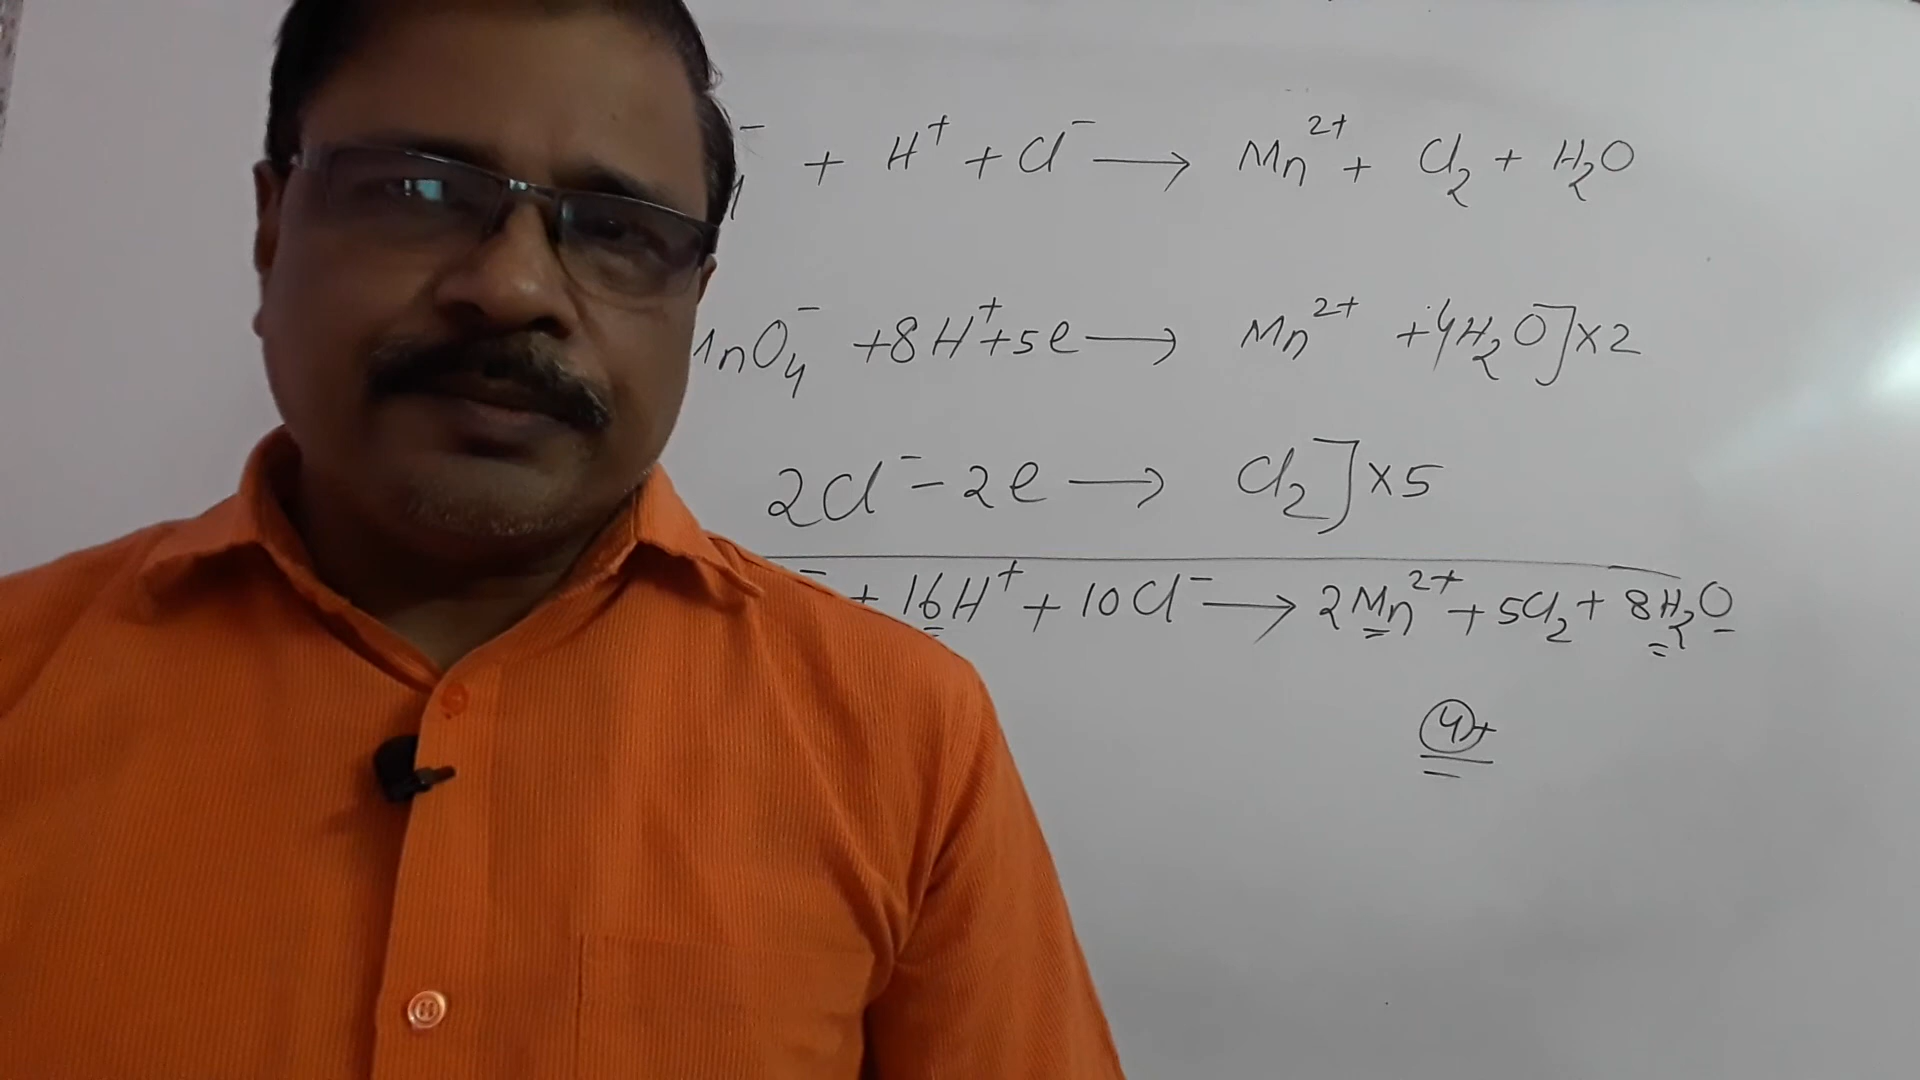 ⁻ + H⁺ + Cl⁻ ⟶ Mn²⁺ + Cl₂ + H₂O
nO₄⁻ + 8H⁺ + 5e ⟶ Mn²⁺ + 4H₂O] × 2
2Cl⁻ - 2e ⟶ Cl₂] × 5
⁻ + 16H⁺ + 10Cl⁻ ⟶ 2Mn²⁺ + 5Cl₂ + 8H₂O
4+